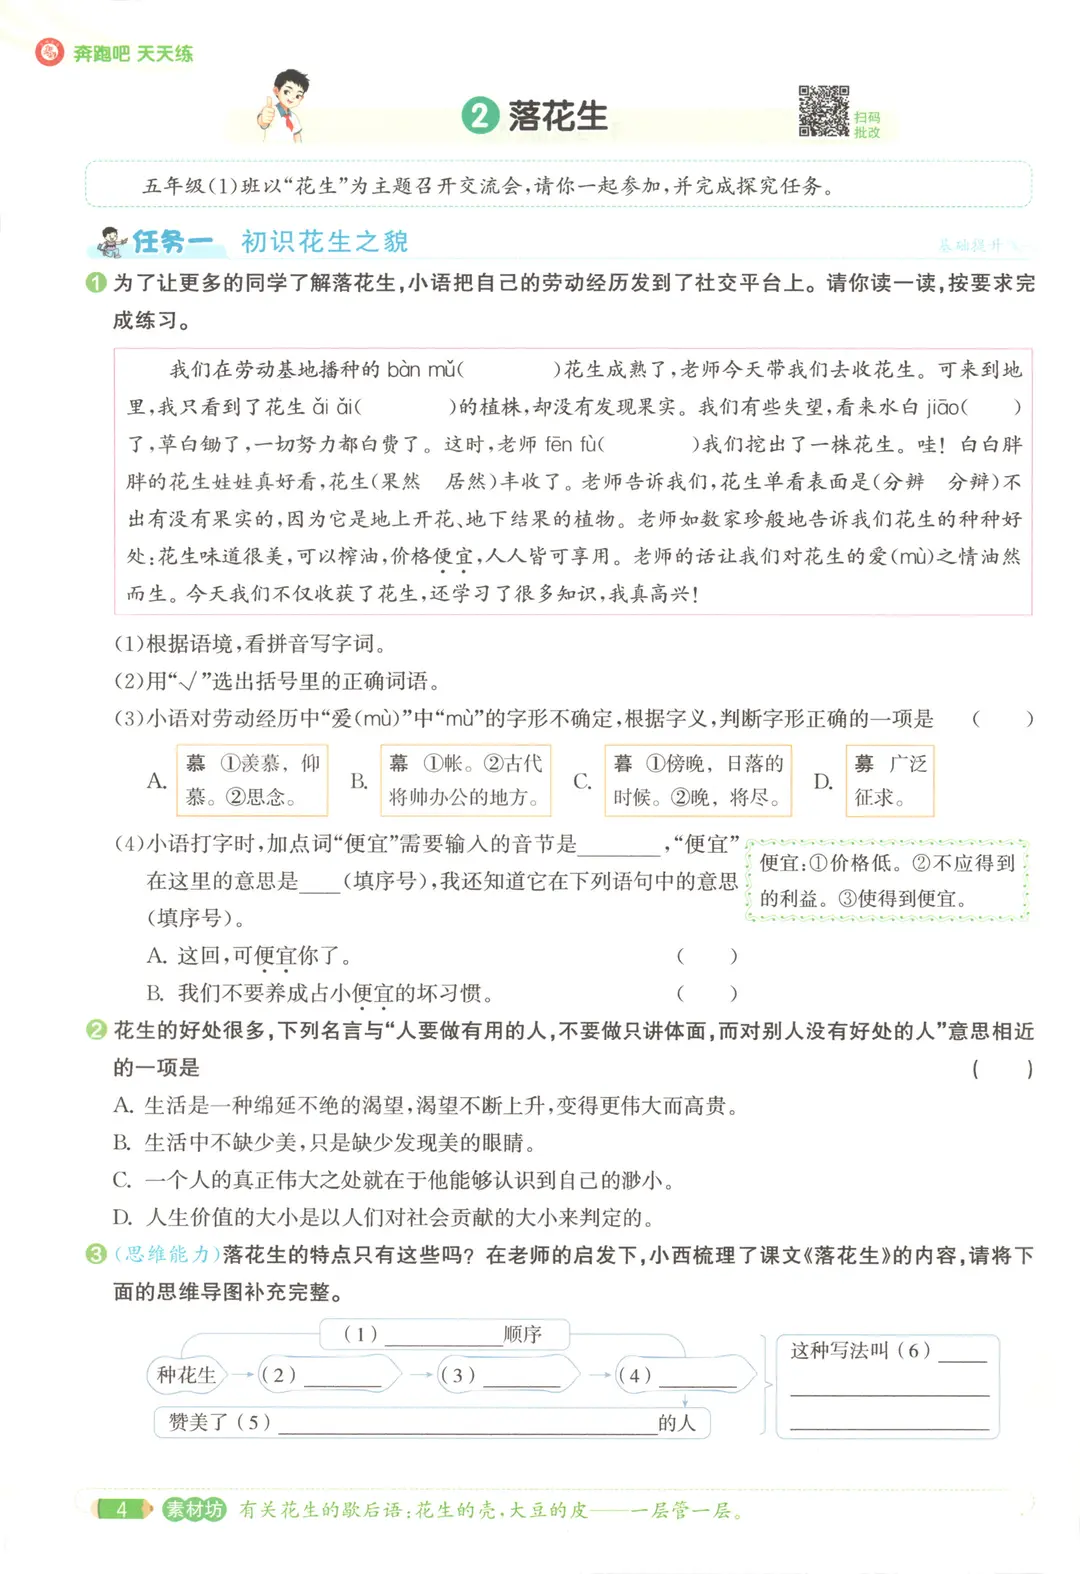 奔跑吧 天天练
2 落花生
扫码
批改
五年级(1)班以“花生”为主题召开交流会,请你一起参加,并完成探究任务。
任务一 初识花生之貌 基础提升
1 为了让更多的同学了解落花生,小语把自己的劳动经历发到了社交平台上。请你读一读,按要求完
成练习。
我们在劳动基地播种的 bàn mǔ( )花生成熟了,老师今天带我们去收花生。可来到地
里,我只看到了花生 ǎi ǎi( )的植株,却没有发现果实。我们有些失望,看来水白 jiāo( )
了,草白锄了,一切努力都白费了。这时,老师 fēn fù( )我们挖出了一株花生。哇！白白胖
胖的花生娃娃真好看,花生(果然 居然)丰收了。老师告诉我们,花生单看表面是(分辨 分辩)不
出有没有果实的,因为它是地上开花、地下结果的植物。老师如数家珍般地告诉我们花生的种种好
处:花生味道很美,可以榨油,价格便宜,人人皆可享用。老师的话让我们对花生的爱(mù)之情油然
而生。今天我们不仅收获了花生,还学习了很多知识,我真高兴！
(1)根据语境,看拼音写字词。
(2)用“√”选出括号里的正确词语。
(3)小语对劳动经历中“爱(mù)”中“mù”的字形不确定,根据字义,判断字形正确的一项是 ( )
A. 慕 ①羡慕，仰
慕。②思念。
B. 幕 ①帐。②古代
将帅办公的地方。
C. 暮 ①傍晚，日落的
时候。②晚，将尽。
D. 募 广泛
征求。
(4)小语打字时,加点词“便宜”需要输入的音节是________,“便宜”
在这里的意思是____(填序号),我还知道它在下列语句中的意思
(填序号)。
便宜:①价格低。②不应得到
的利益。③使得到便宜。
A. 这回,可便宜你了。 ( )
B. 我们不要养成占小便宜的坏习惯。 ( )
2 花生的好处很多,下列名言与“人要做有用的人,不要做只讲体面,而对别人没有好处的人”意思相近
的一项是 ( )
A. 生活是一种绵延不绝的渴望,渴望不断上升,变得更伟大而高贵。
B. 生活中不缺少美,只是缺少发现美的眼睛。
C. 一个人的真正伟大之处就在于他能够认识到自己的渺小。
D. 人生价值的大小是以人们对社会贡献的大小来判定的。
3 (思维能力)落花生的特点只有这些吗？在老师的启发下,小西梳理了课文《落花生》的内容,请将下
面的思维导图补充完整。
(1)____________顺序
种花生 (2)________ (3)________ (4)________
赞美了(5)________________________________的人
这种写法叫(6)_____
4 素材坊 有关花生的歇后语:花生的壳,大豆的皮——一层管一层。